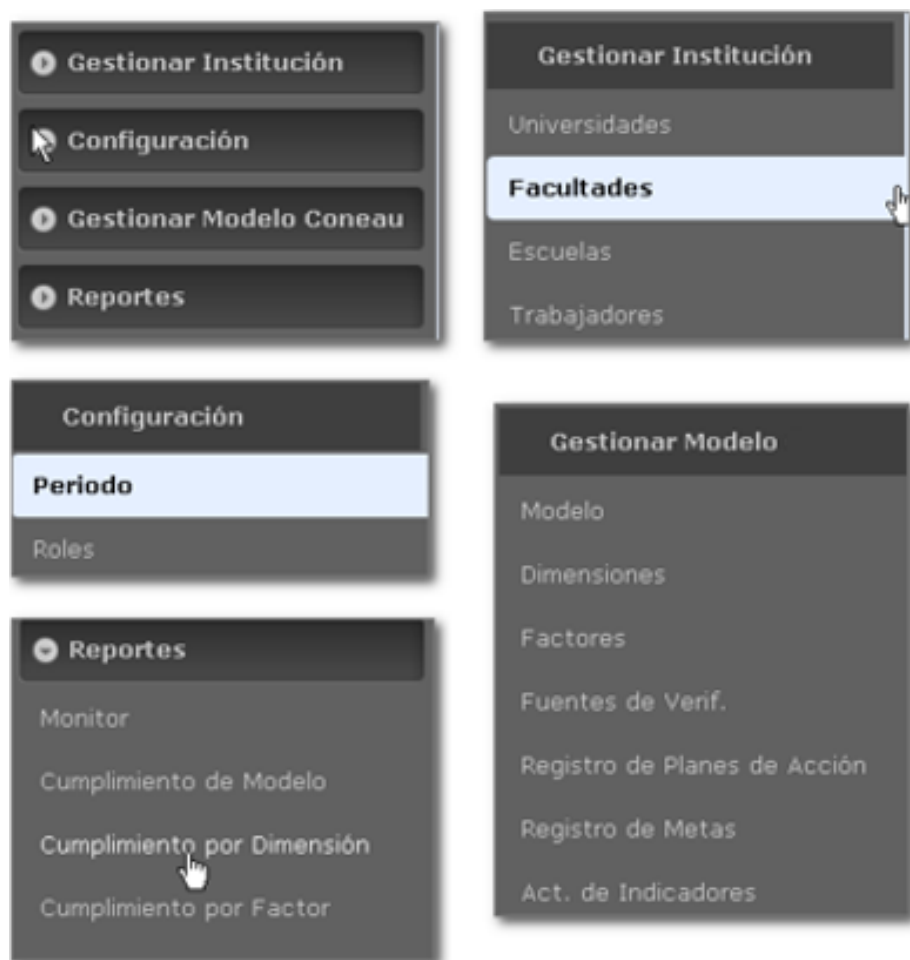 Gestionar Institución
Configuración
Gestionar Modelo Coneau
Reportes
Gestionar Institución
Universidades
Facultades
Escuelas
Trabajadores
Configuración
Periodo
Roles
Gestionar Modelo
Modelo
Dimensiones
Factores
Fuentes de Verif.
Registro de Planes de Acción
Registro de Metas
Act. de Indicadores
Reportes
Monitor
Cumplimiento de Modelo
Cumplimiento por Dimensión
Cumplimiento por Factor